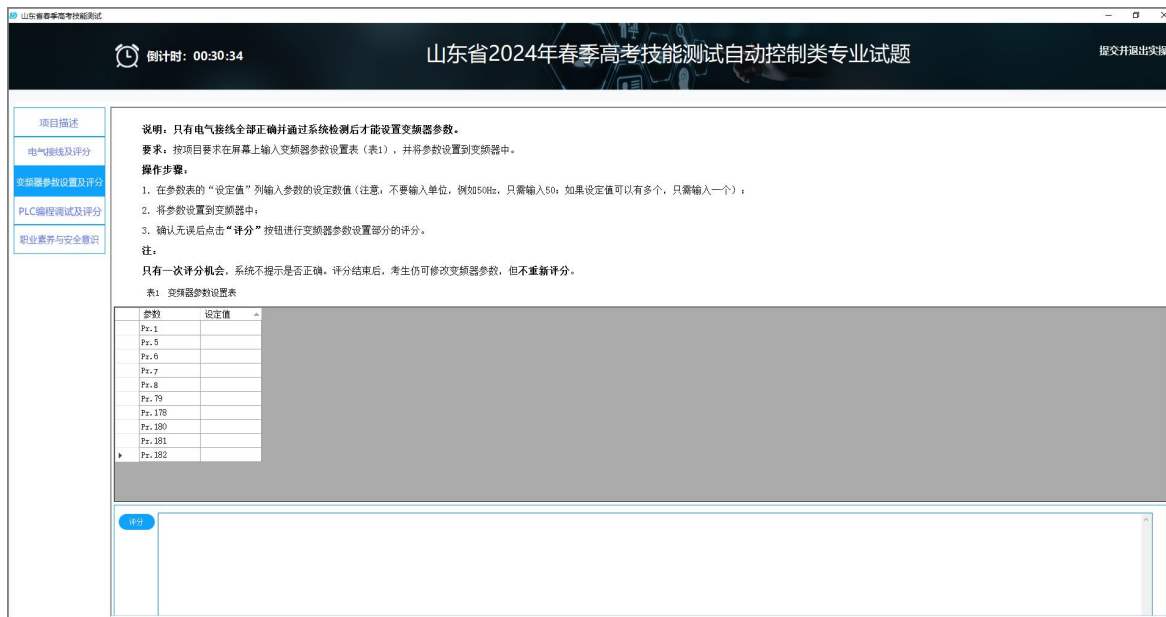 山东省春季高考技能测试
倒计时：00:30:34
山东省2024年春季高考技能测试自动控制类专业试题
提交并退出实操
项目描述
电气接线及评分
变频器参数设置及评分
PLC编程调试及评分
职业素养与安全意识
说明：只有电气接线全部正确并通过系统检测后才能设置变频器参数。
要求：按项目要求在屏幕上输入变频器参数设置表（表1），并将参数设置到变频器中。
操作步骤：
1. 在参数表的“设定值”列输入参数的设定数值（注意：不要输入单位，例如50Hz，只需输入50；如果设定值可以有多个，只需输入一个）；
2. 将参数设置到变频器中；
3. 确认无误后点击“评分”按钮进行变频器参数设置部分的评分。
注：
只有一次评分机会，系统不提示是否正确。评分结束后，考生仍可修改变频器参数，但不重新评分。
表1 变频器参数设置表
参数 设定值
Pr.1
Pr.5
Pr.6
Pr.7
Pr.8
Pr.79
Pr.178
Pr.180
Pr.181
Pr.182
评分